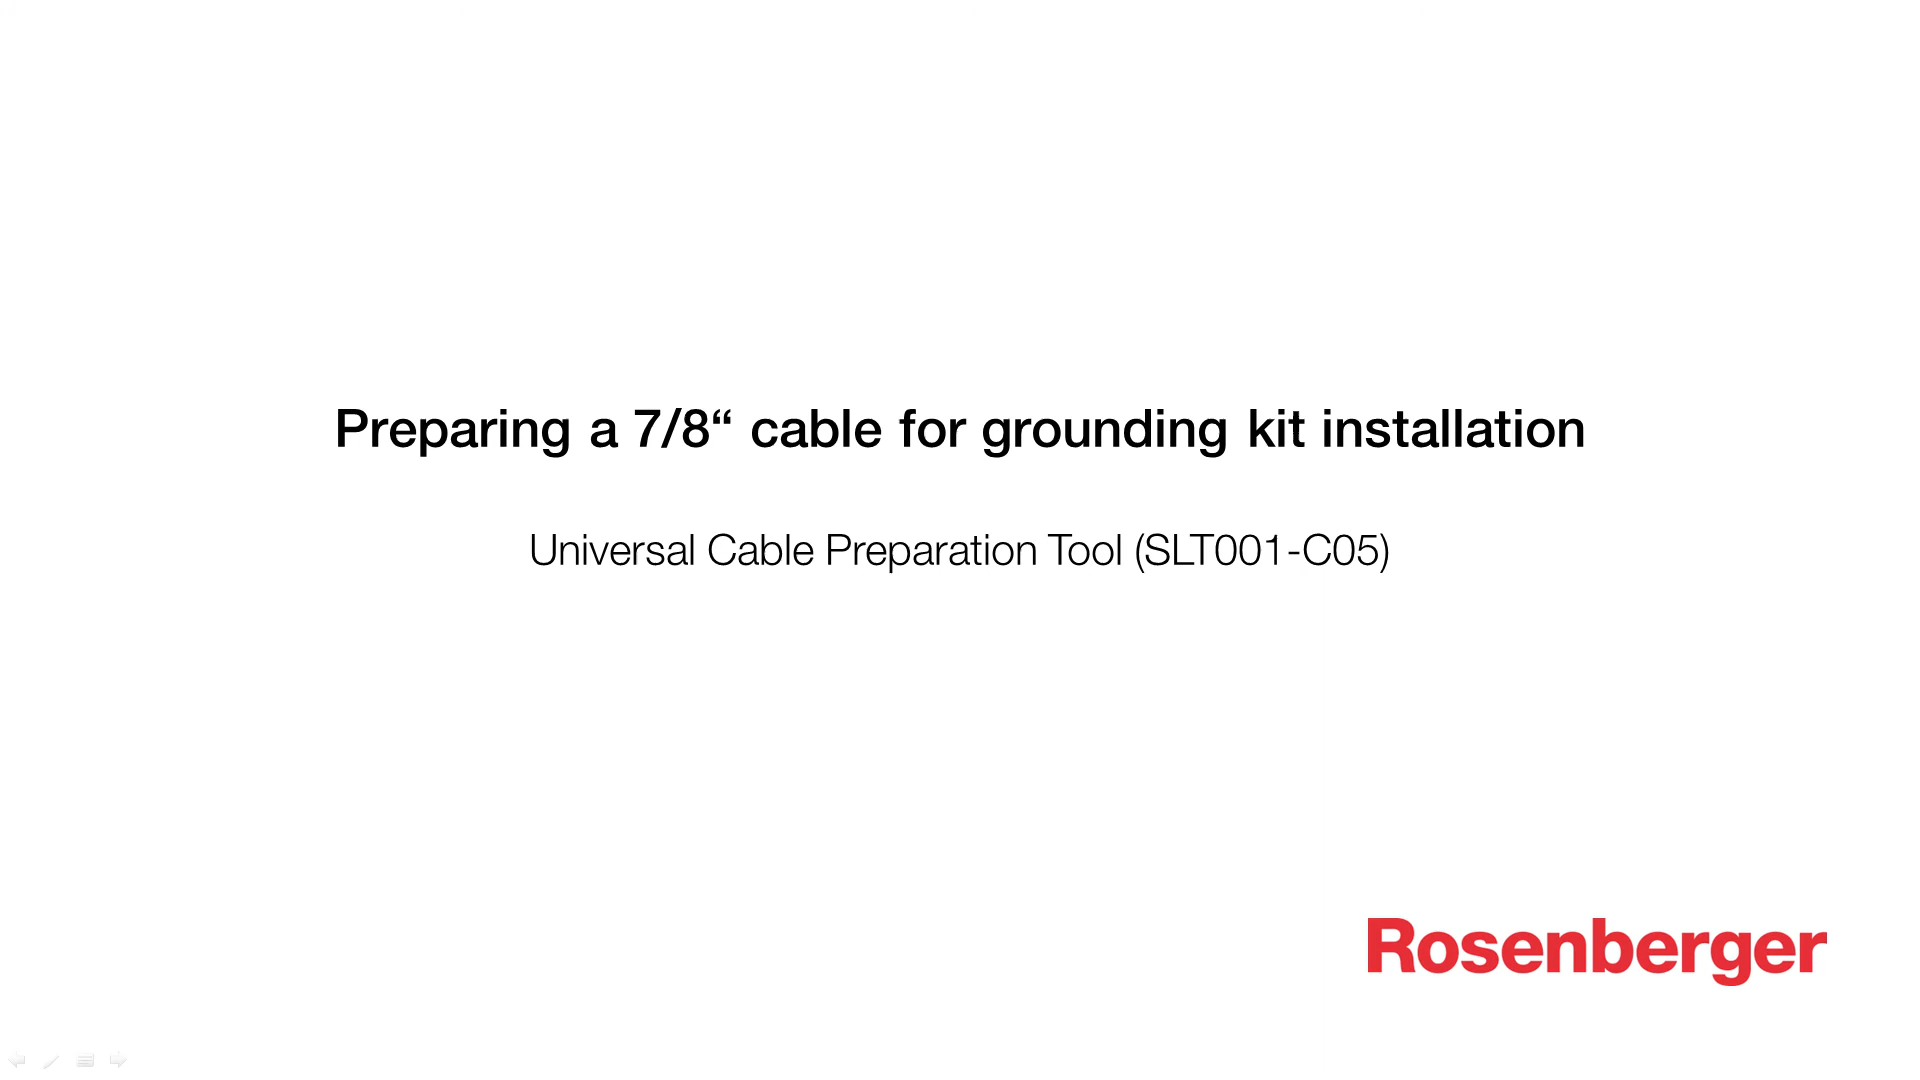 Preparing a 7/8“ cable for grounding kit installation
Universal Cable Preparation Tool (SLT001-C05)
Rosenberger